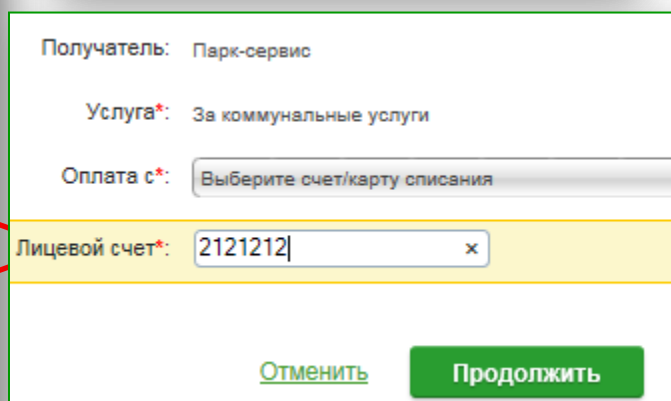 Получатель: Парк-сервис
Услуга*: За коммунальные услуги
Оплата с*: Выберите счет/карту списания
Лицевой счет*: 2121212 ×
Отменить Продолжить